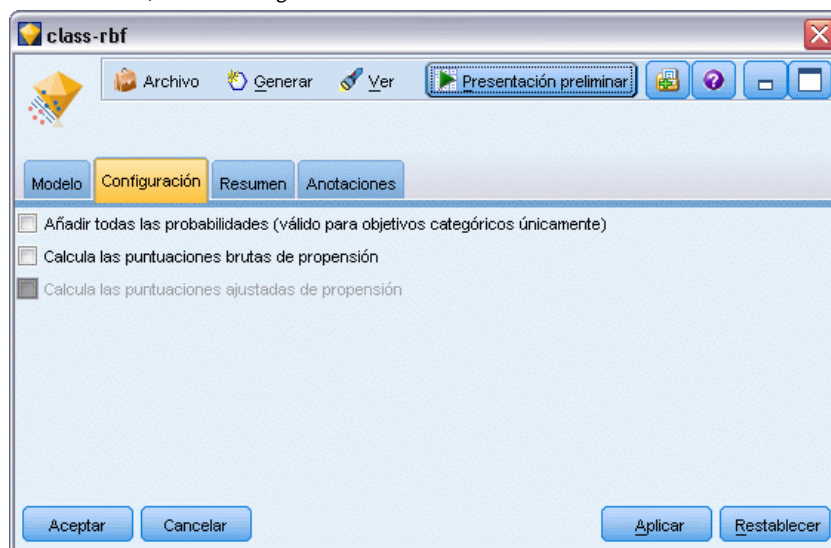 class-rbf
Archivo Generar Ver Presentación preliminar
Modelo Configuración Resumen Anotaciones
Añadir todas las probabilidades (válido para objetivos categóricos únicamente)
Calcula las puntuaciones brutas de propensión
Calcula las puntuaciones ajustadas de propensión
Aceptar Cancelar Aplicar Restablecer